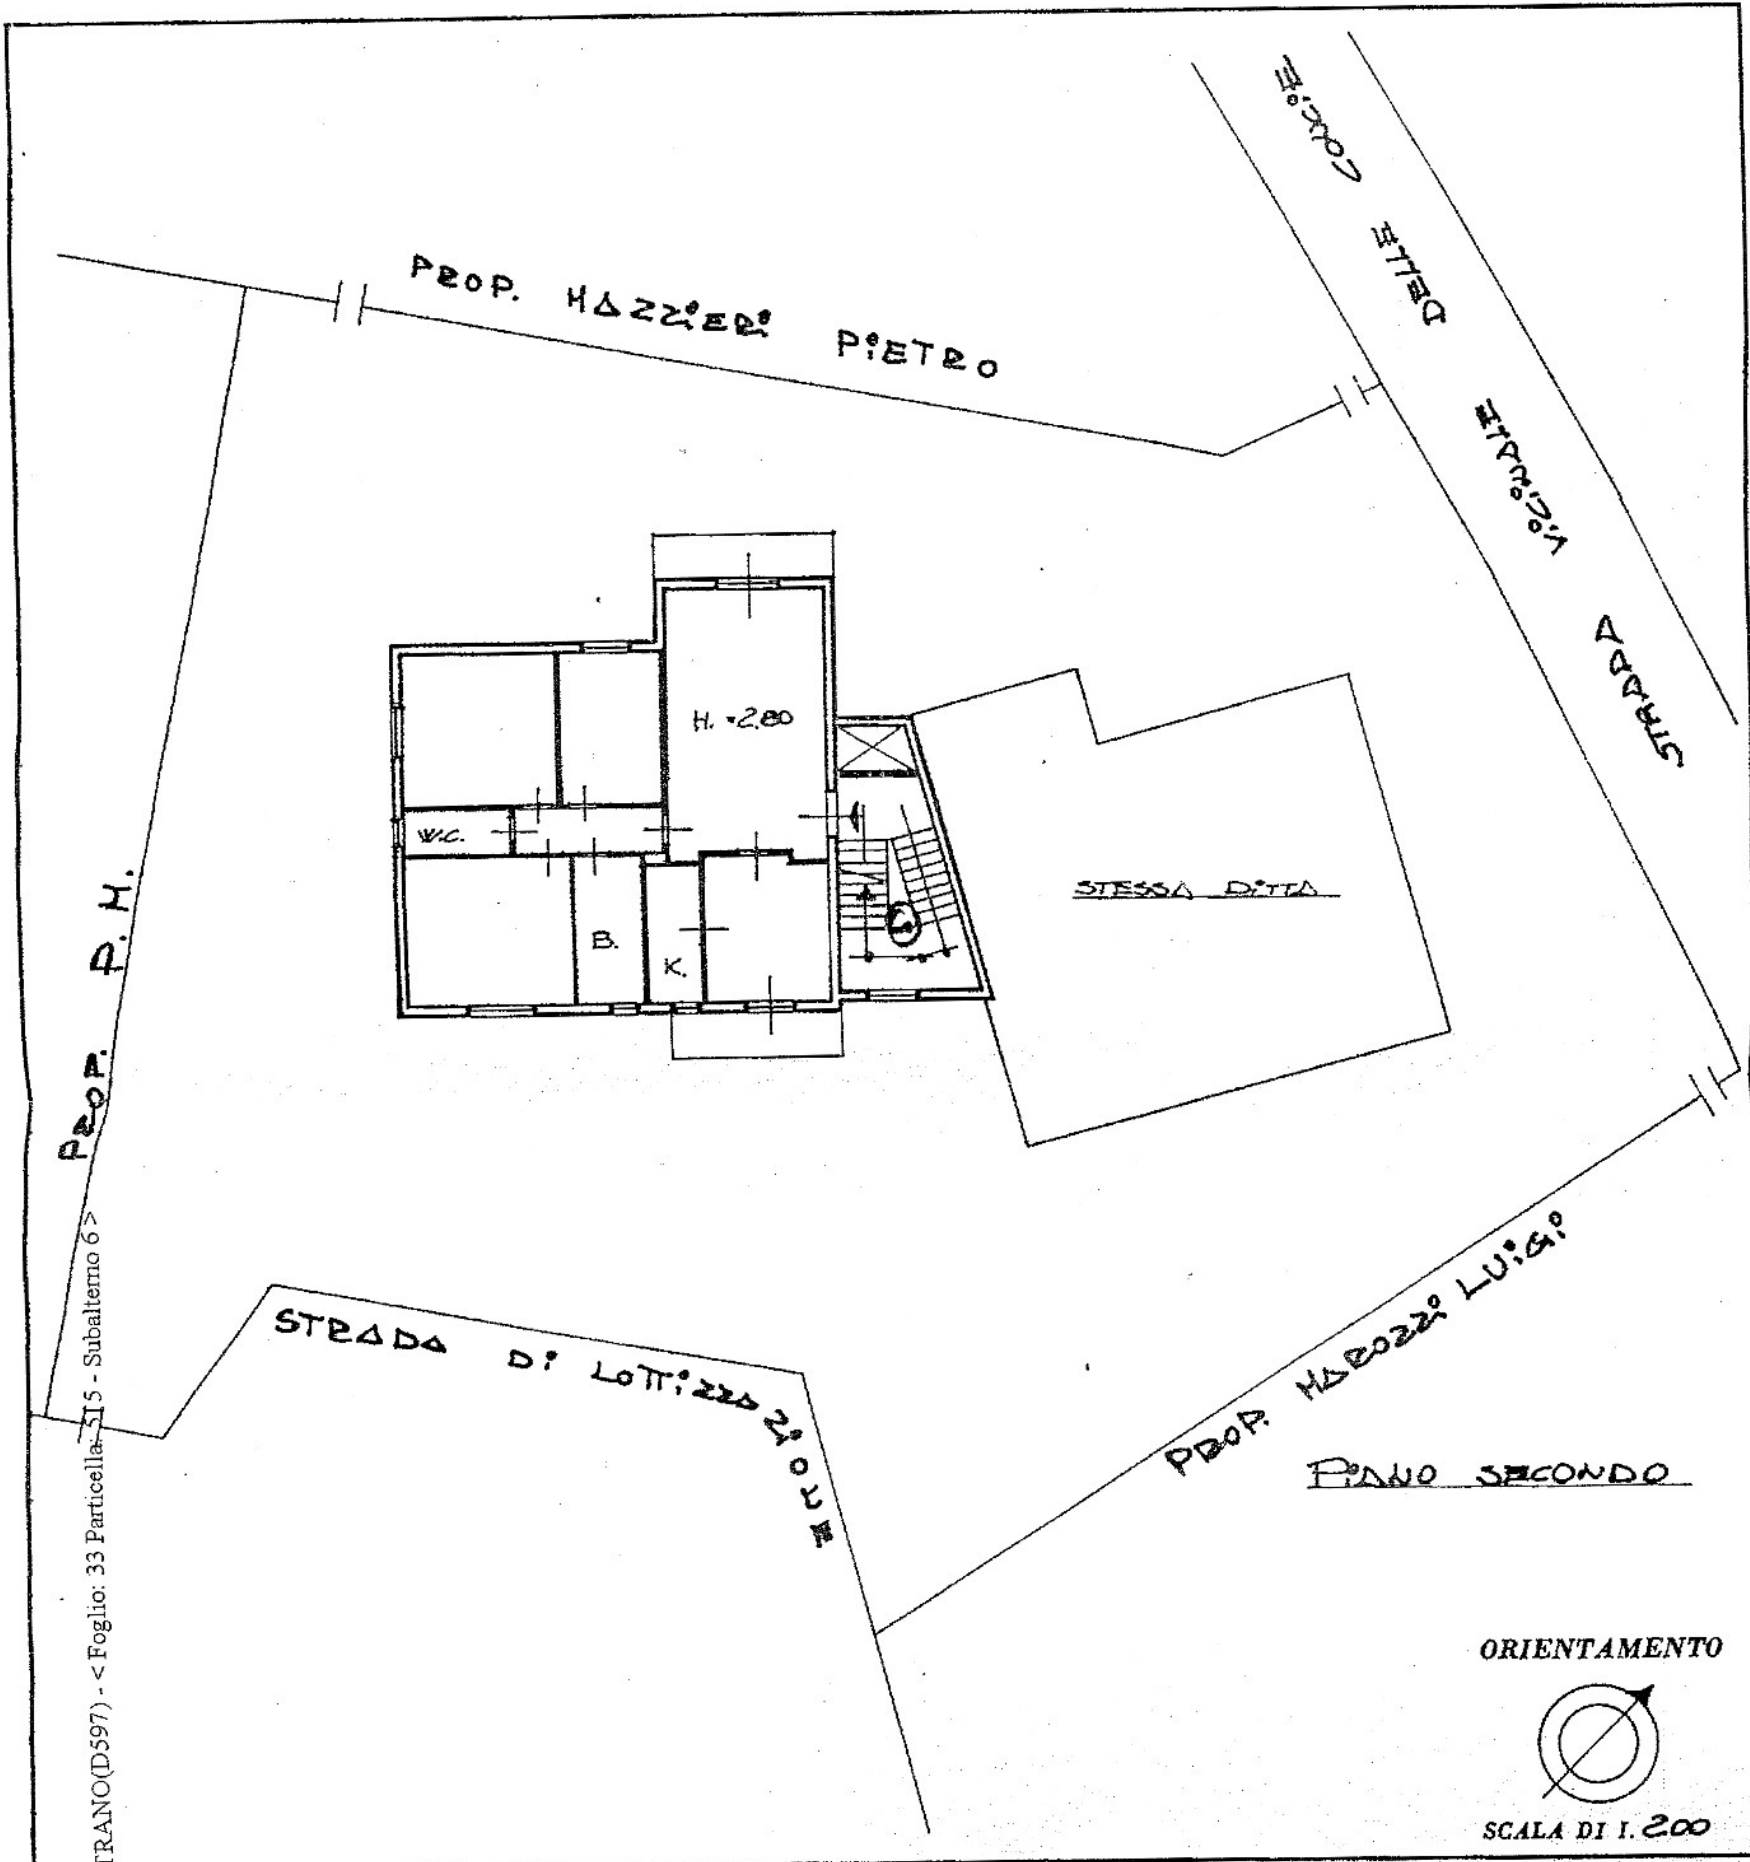 STRADA VICINALE DELLE CONCIE
PROP. MAZZIERI PIETRO
H. = 2.80
W.C.
STESSA DITTA
B.
K.
PROP.
STRADA DI LOTTIZZAZIONE
PROP. MAROZZI LUIGI
PIANO SECONDO
ORIENTAMENTO
SCALA DI 1. 200
TRANO(D597) - < Foglio: 33 Particella: 515 - Subalterno 6 >